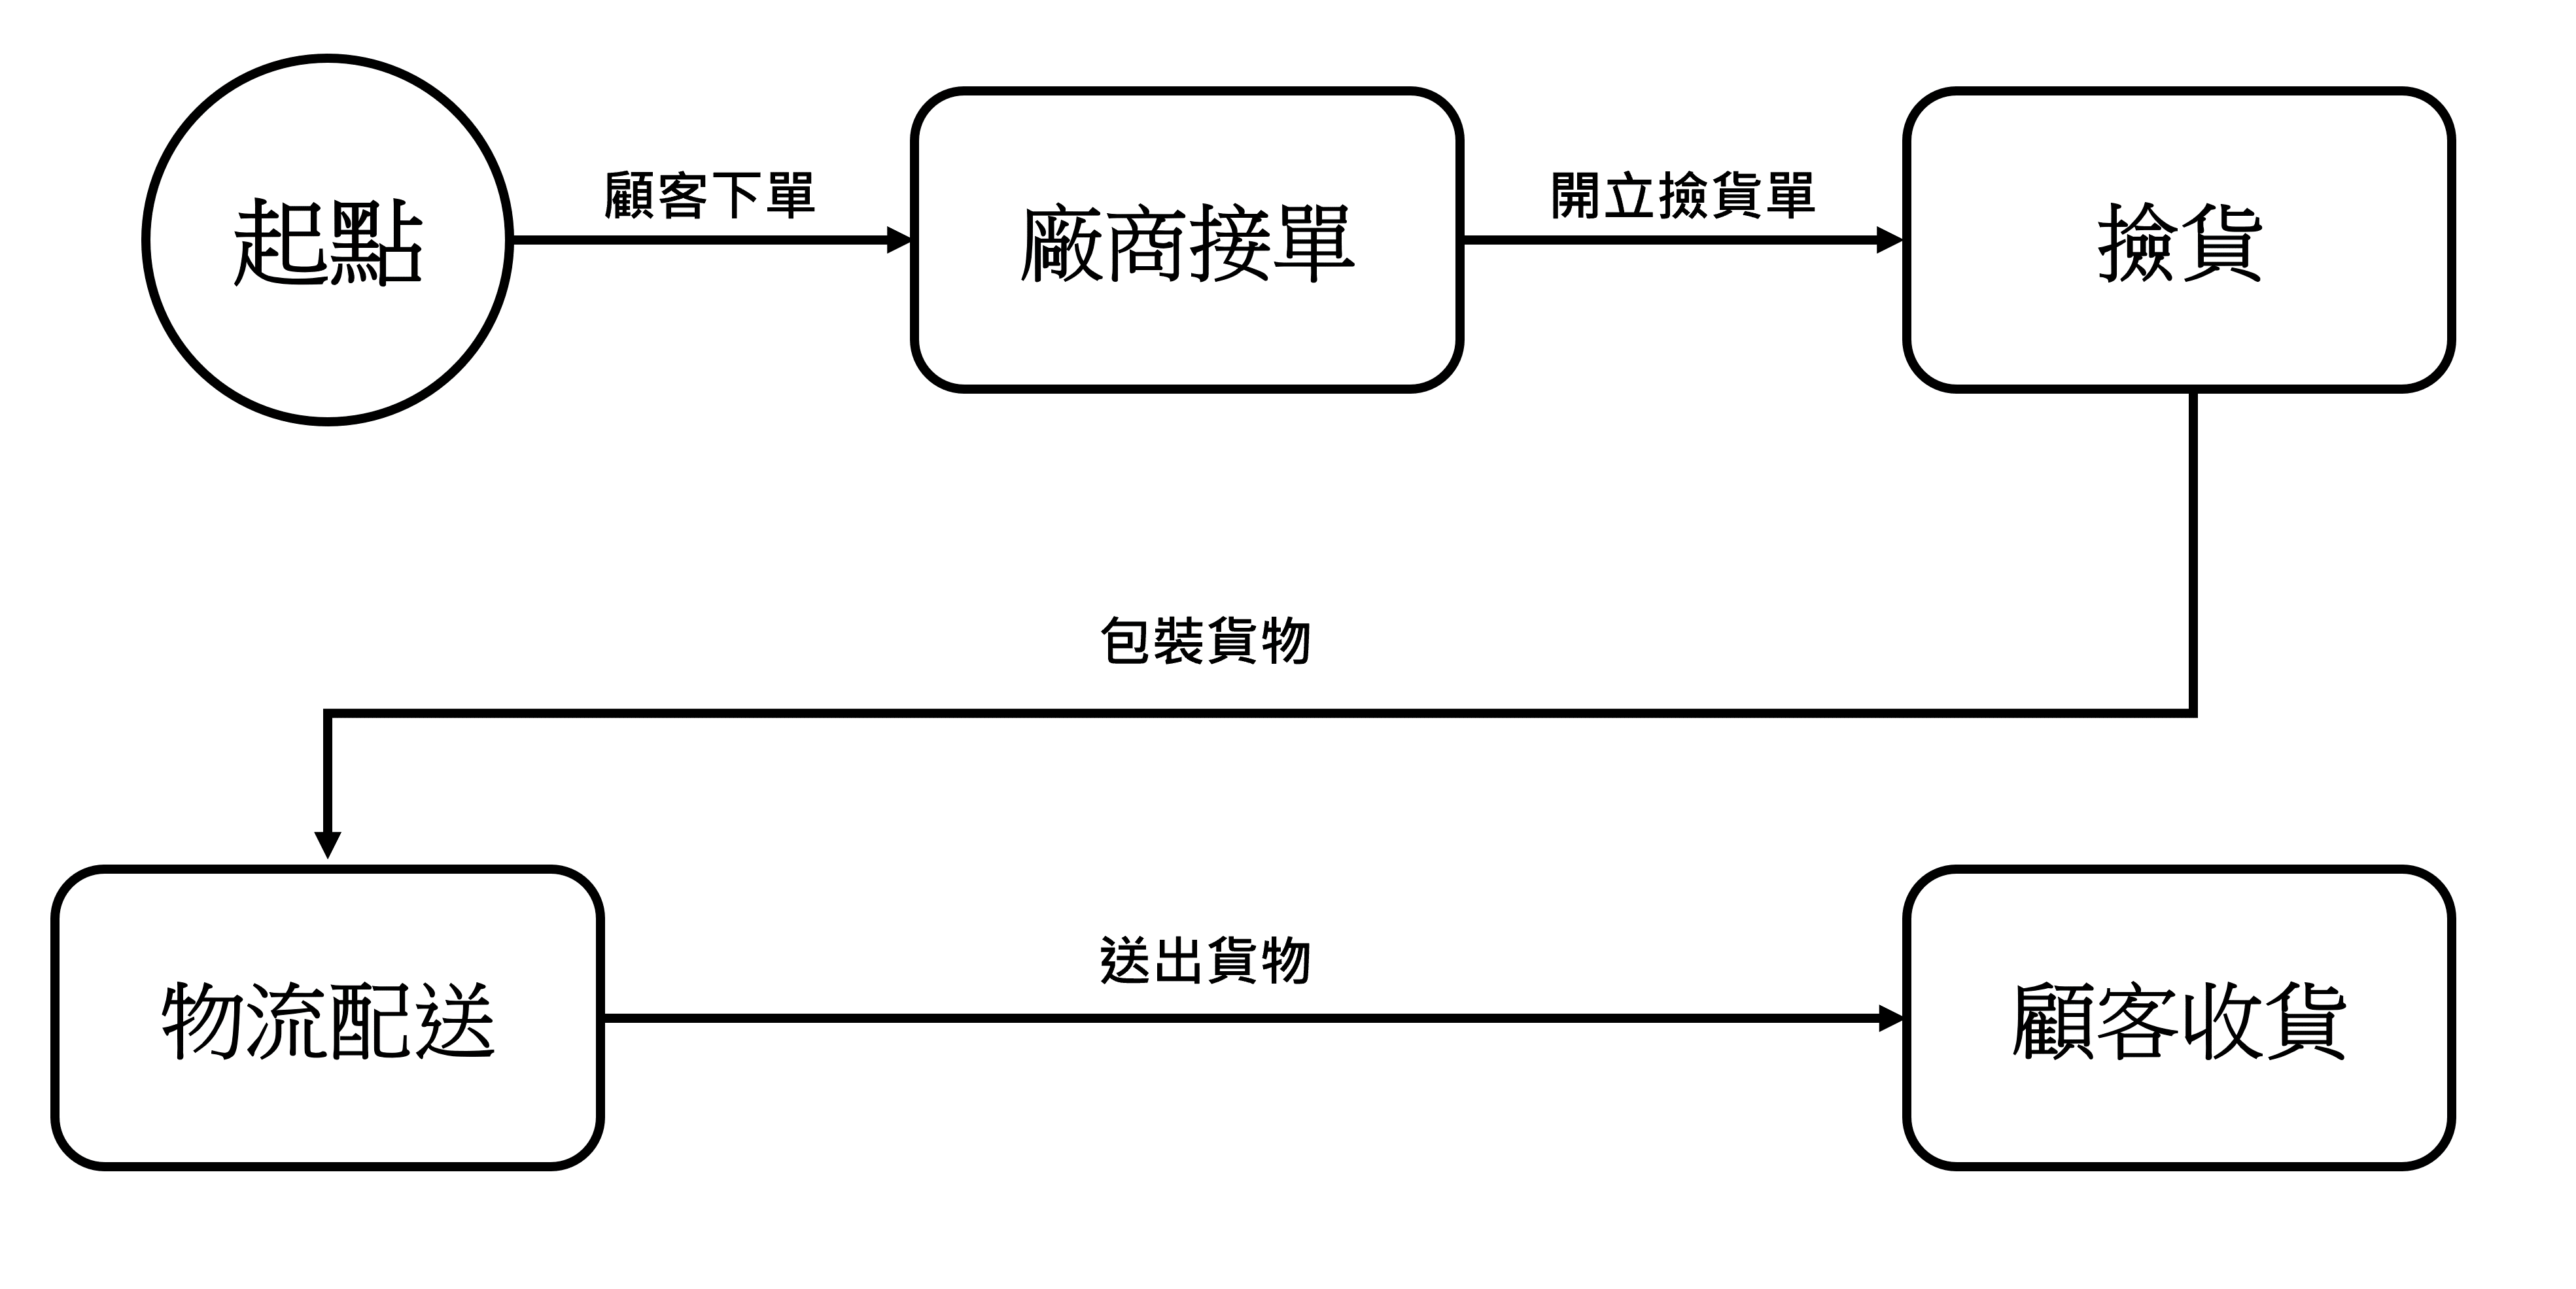 起點
顧客下單
廠商接單
開立撿貨單
撿貨
包裝貨物
物流配送
送出貨物
顧客收貨